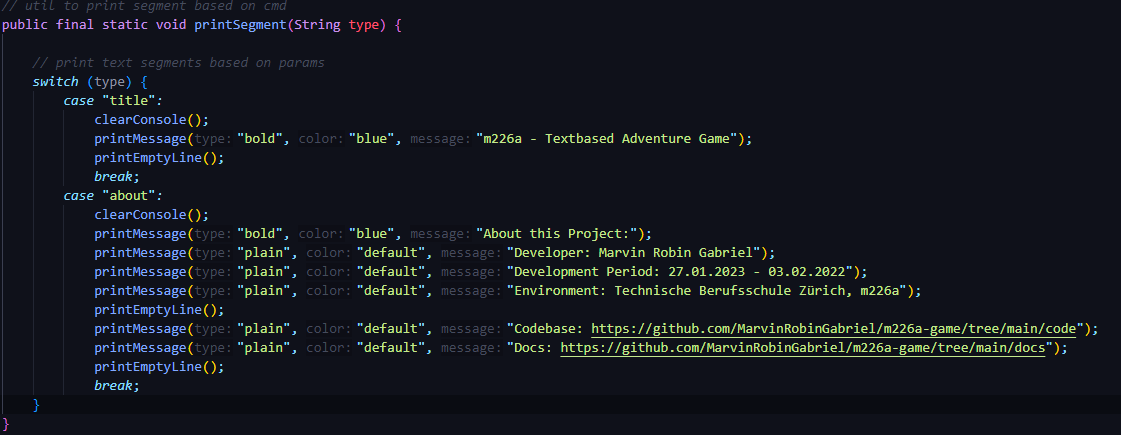 // util to print segment based on cmd
public final static void printSegment(String type) {
// print text segments based on params
switch (type) {
case "title":
clearConsole();
printMessage(type: "bold", color: "blue", message: "m226a - Textbased Adventure Game");
printEmptyLine();
break;
case "about":
clearConsole();
printMessage(type: "bold", color: "blue", message: "About this Project:");
printMessage(type: "plain", color: "default", message: "Developer: Marvin Robin Gabriel");
printMessage(type: "plain", color: "default", message: "Development Period: 27.01.2023 - 03.02.2022");
printMessage(type: "plain", color: "default", message: "Environment: Technische Berufsschule Zürich, m226a");
printEmptyLine();
printMessage(type: "plain", color: "default", message: "Codebase: https://github.com/MarvinRobinGabriel/m226a-game/tree/main/code");
printMessage(type: "plain", color: "default", message: "Docs: https://github.com/MarvinRobinGabriel/m226a-game/tree/main/docs");
printEmptyLine();
break;
}
}